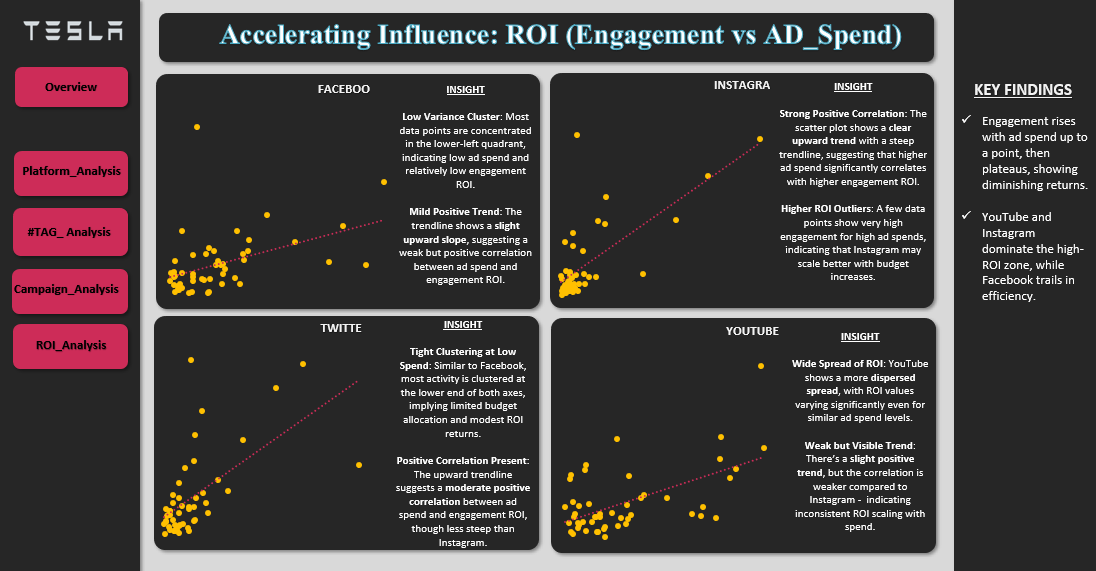 TESLA
Accelerating Influence: ROI (Engagement vs AD_Spend)
Overview
Platform_Analysis
#TAG_ Analysis
Campaign_Analysis
ROI_Analysis
FACEBOO
INSIGHT
Low Variance Cluster: Most
data points are concentrated
in the lower-left quadrant,
indicating low ad spend and
relatively low engagement
ROI.
Mild Positive Trend: The
trendline shows a slight
upward slope, suggesting a
weak but positive correlation
between ad spend and
engagement ROI.
INSTAGRA
INSIGHT
Strong Positive Correlation: The
scatter plot shows a clear
upward trend with a steep
trendline, suggesting that higher
ad spend significantly correlates
with higher engagement ROI.
Higher ROI Outliers: A few data
points show very high
engagement for high ad spends,
indicating that Instagram may
scale better with budget
increases.
TWITTE
INSIGHT
Tight Clustering at Low
Spend: Similar to Facebook,
most activity is clustered at
the lower end of both axes,
implying limited budget
allocation and modest ROI
returns.
Positive Correlation Present:
The upward trendline
suggests a moderate positive
correlation between ad
spend and engagement ROI,
though less steep than
Instagram.
YOUTUBE
INSIGHT
Wide Spread of ROI: YouTube
shows a more dispersed
spread, with ROI values
varying significantly even for
similar ad spend levels.
Weak but Visible Trend:
There's a slight positive
trend, but the correlation is
weaker compared to
Instagram - indicating
inconsistent ROI scaling with
spend.
KEY FINDINGS
✓ Engagement rises
with ad spend up to
a point, then
plateaus, showing
diminishing returns.
✓ YouTube and
Instagram
dominate the high-
ROI zone, while
Facebook trails in
efficiency.